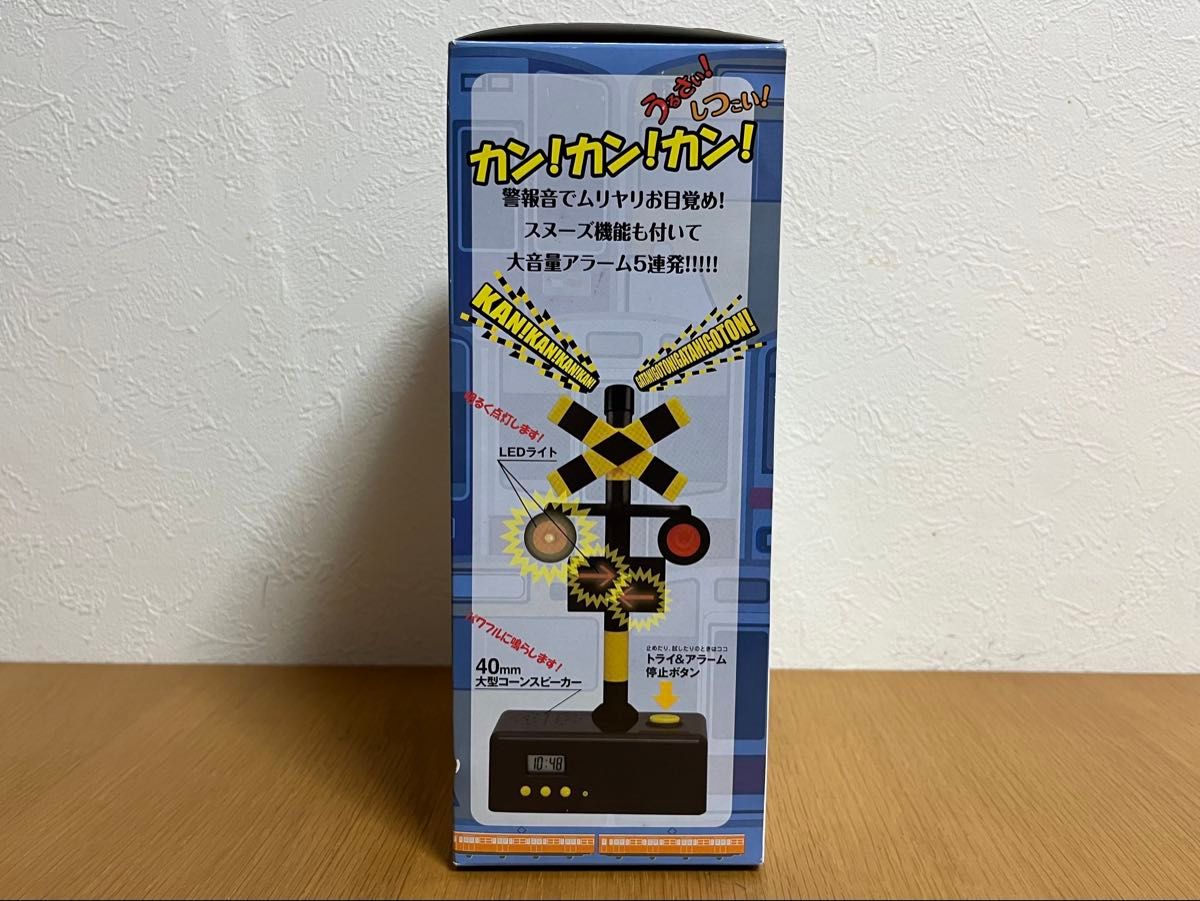 うるさい!
しつこい!
カン!カン!カン!
警報音でムリヤリお目覚め!
スヌーズ機能も付いて
大音量アラーム5連発!!!!!
KAN!KAN!KAN!KAN!
GATAN!GOTON!GATAN!GOTON!
明るく点灯します!
LEDライト
パワフルに鳴らします!
40mm
大型コーンスピーカー
止めたり、試したりのときはココ
トライ&アラーム
停止ボタン
10:48